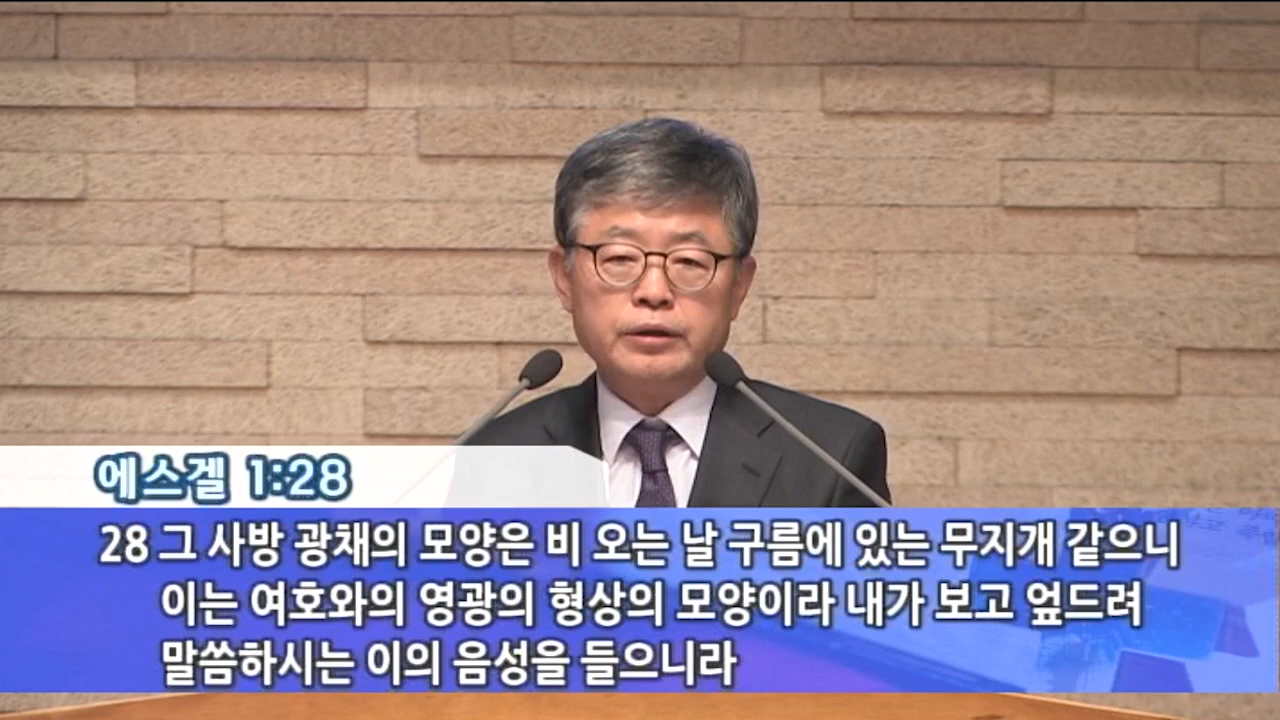 에스겔 1:28
28 그 사방 광채의 모양은 비 오는 날 구름에 있는 무지개 같으니
이는 여호와의 영광의 형상의 모양이라 내가 보고 엎드려
말씀하시는 이의 음성을 들으니라